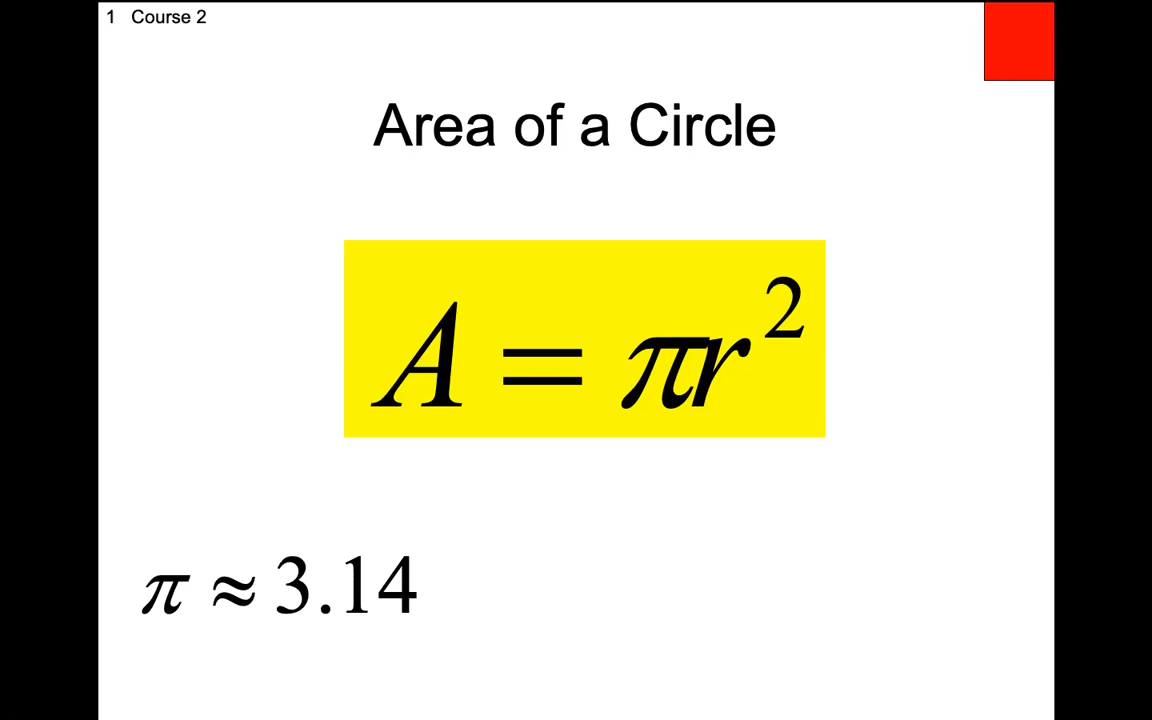 1 Course 2
Area of a Circle
A = πr²
π ≈ 3.14